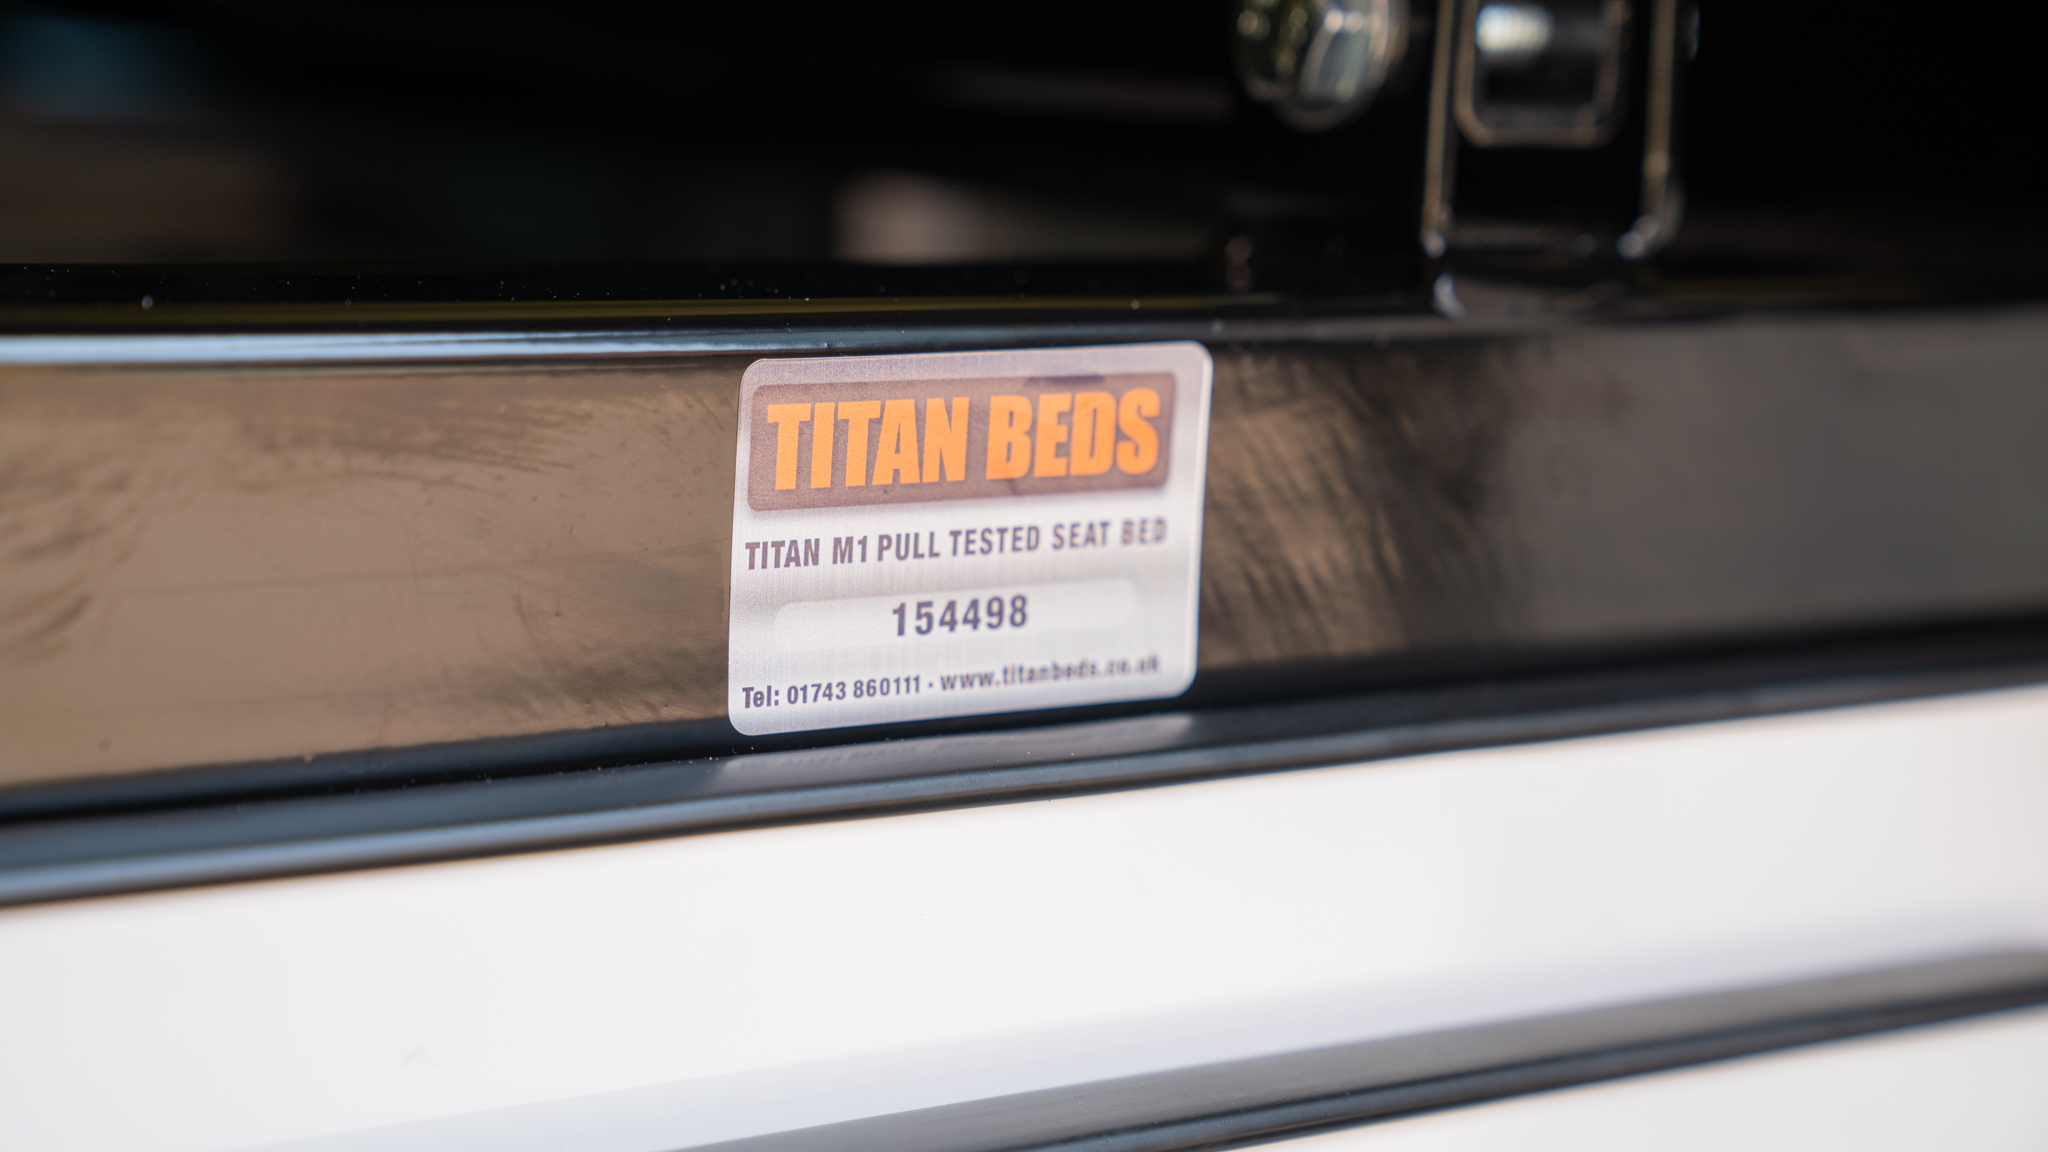 TITAN BEDS
TITAN M1 PULL TESTED SEAT BED
154498
Tel: 01743 860111 · www.titanbeds.co.uk